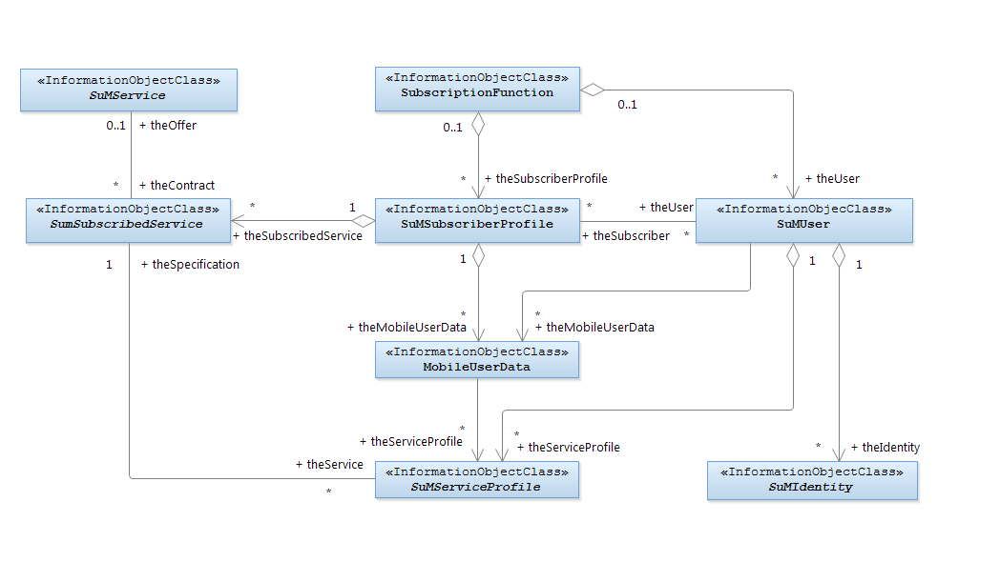 «InformationObjectClass»
SuMService
«InformationObjectClass»
SubscriptionFunction
0..1
+ theOffer
0..1
0..1
*
+ theContract
*
+ theSubscriberProfile
*
+ theUser
«InformationObjectClass»
SumSubscribedService
*
1
+ theSubscribedService
«InformationObjectClass»
SuMSubscriberProfile
*
+ theUser
+ theSubscriber
*
«InformationObjecClass»
SuMUser
1
+ theSpecification
1
1
1
*
+ theMobileUserData
*
+ theMobileUserData
«InformationObjectClass»
MobileUserData
*
+ theServiceProfile
*
+ theServiceProfile
*
+ theIdentity
+ theService
*
«InformationObjectClass»
SuMServiceProfile
«InformationObjectClass»
SuMIdentity